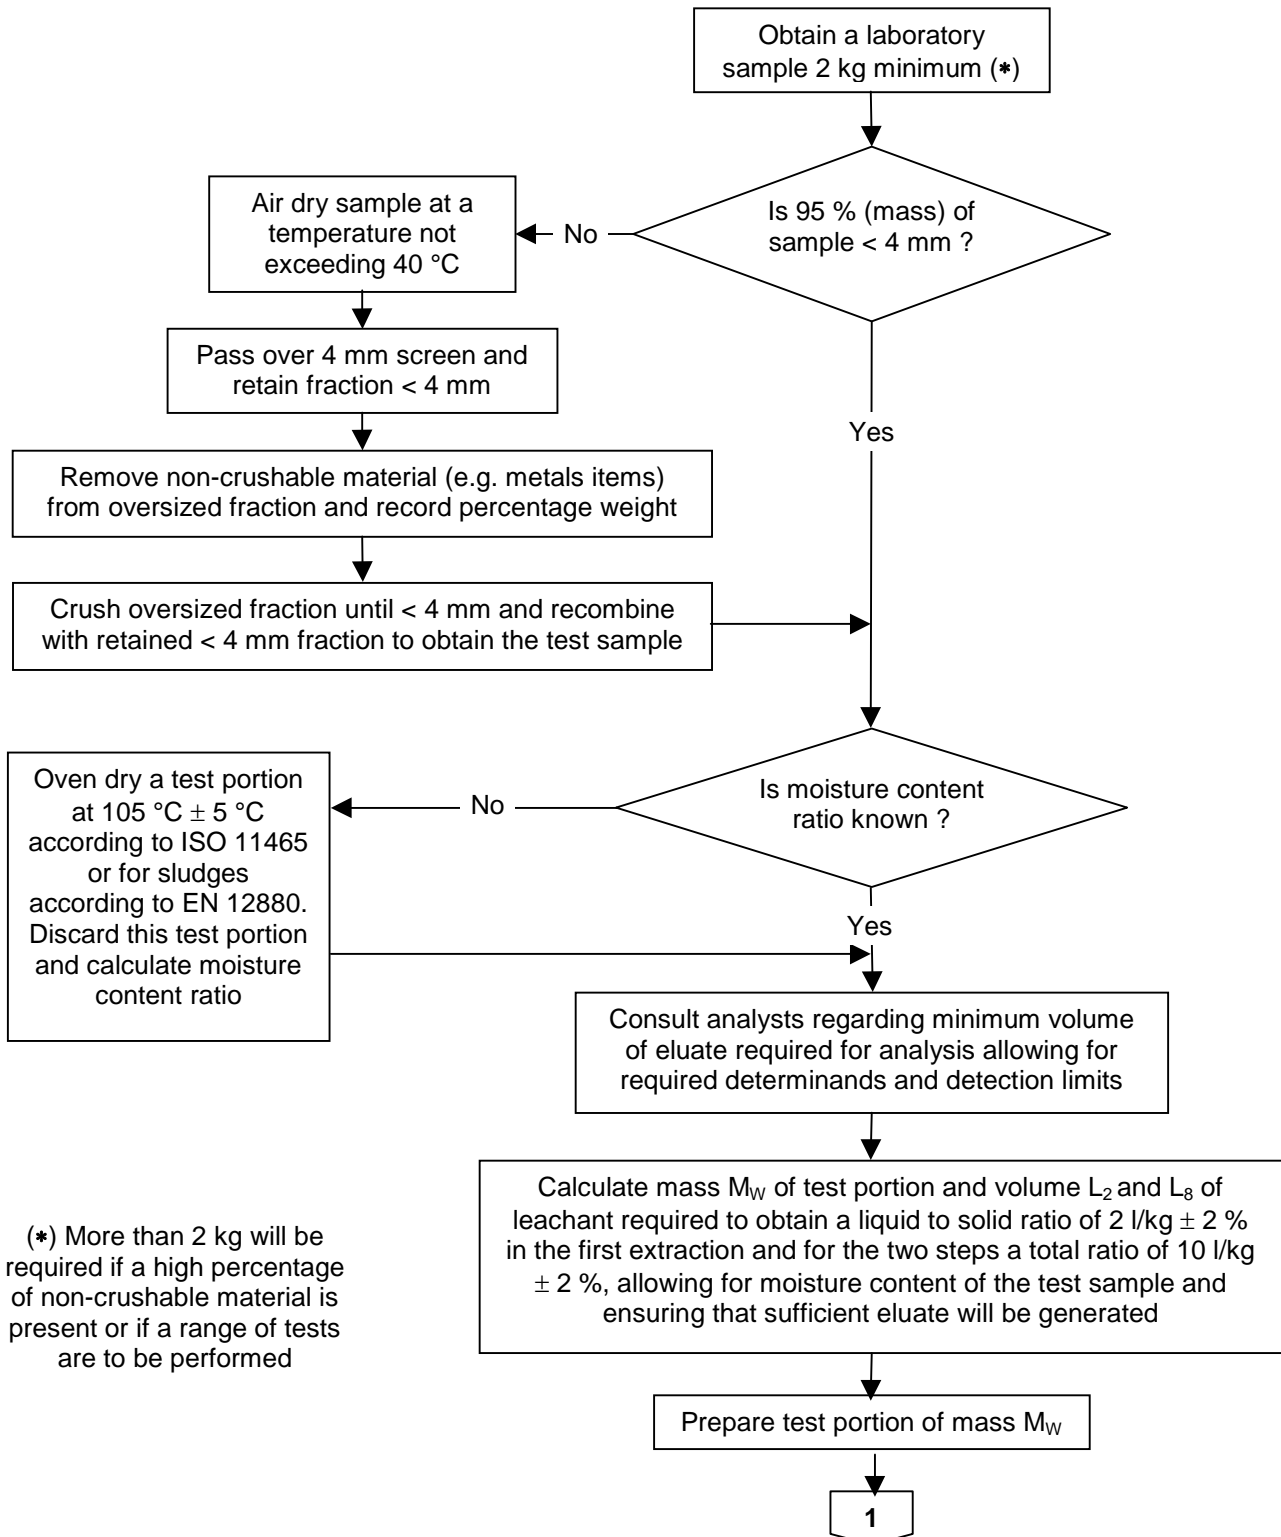 Obtain a laboratory
sample 2 kg minimum (*)
Is 95 % (mass) of
sample < 4 mm ?
No
Air dry sample at a
temperature not
exceeding 40 °C
Pass over 4 mm screen and
retain fraction < 4 mm
Yes
Remove non-crushable material (e.g. metals items)
from oversized fraction and record percentage weight
Crush oversized fraction until < 4 mm and recombine
with retained < 4 mm fraction to obtain the test sample
Is moisture content
ratio known ?
No
Oven dry a test portion
at 105 °C ± 5 °C
according to ISO 11465
or for sludges
according to EN 12880.
Discard this test portion
and calculate moisture
content ratio
Yes
Consult analysts regarding minimum volume
of eluate required for analysis allowing for
required determinands and detection limits
Calculate mass M_W of test portion and volume L_2 and L_8 of
leachant required to obtain a liquid to solid ratio of 2 l/kg ± 2 %
in the first extraction and for the two steps a total ratio of 10 l/kg
± 2 %, allowing for moisture content of the test sample and
ensuring that sufficient eluate will be generated
(*) More than 2 kg will be
required if a high percentage
of non-crushable material is
present or if a range of tests
are to be performed
Prepare test portion of mass M_W
1